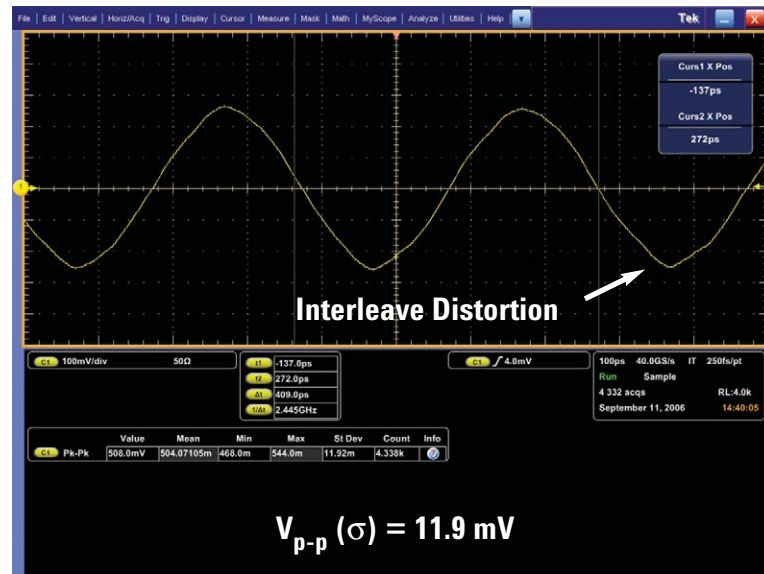 File | Edit | Vertical | Horiz/Acq | Trig | Display | Cursor | Measure | Mask | Math | MyScope | Analyze | Utilities | Help | Tek X
Curs1 X Pos
-137ps
Curs2 X Pos
272ps
1
Interleave Distortion
C1 100mV/div 50Ω
t1 -137.0ps
t2 272.0ps
Δt 409.0ps
1/Δt 2.445GHz
C1 4.0mV
100ps 40.0GS/s IT 250fs/pt
Run Sample
4 332 acqs RL:4.0k
September 11, 2006 14:40:05
Value Mean Min Max St Dev Count Info
C1 Pk-Pk 508.0mV 504.07105m 468.0m 544.0m 11.92m 4.338k
Vp-p (σ) = 11.9 mV